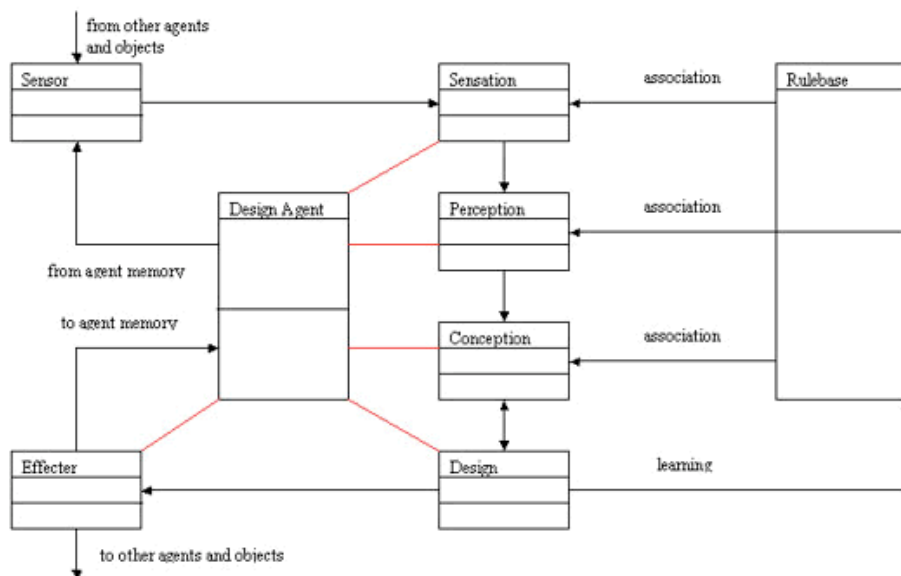 from other agents
and objects
Sensor
Sensation
association
Rulebase
Design Agent
Perception
association
from agent memory
to agent memory
Conception
association
Effecter
Design
learning
to other agents and objects